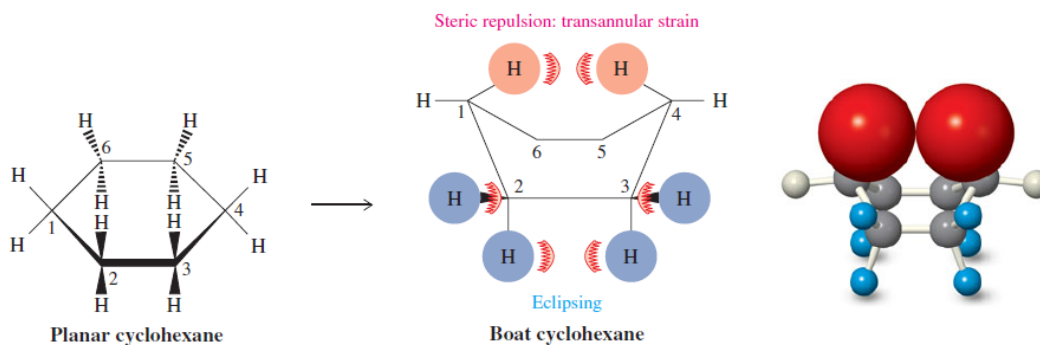 Steric repulsion: transannular strain
H H
H 1 4 H
6 5
H 2 3 H
H H
Eclipsing
Boat cyclohexane
H H
6 5
H H H H
H H
1 4
H H
2 3
H H
Planar cyclohexane